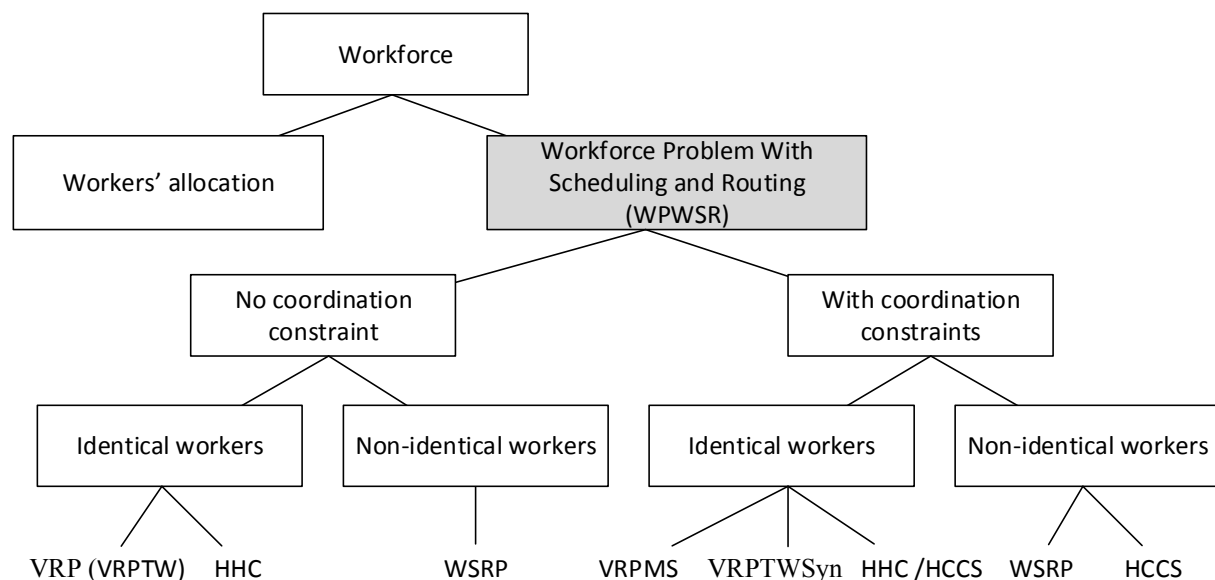 Workforce
Workers’ allocation
Workforce Problem With
Scheduling and Routing
(WPWSR)
No coordination
constraint
With coordination
constraints
Identical workers
Non-identical workers
Identical workers
Non-identical workers
VRP (VRPTW)
HHC
WSRP
VRPMS
VRPTWSyn
HHC /HCCS
WSRP
HCCS